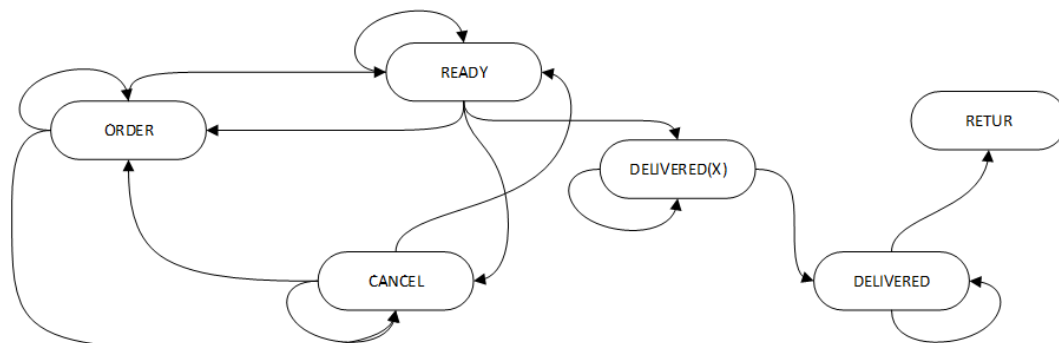 READY
ORDER
RETUR
DELIVERED(X)
CANCEL
DELIVERED